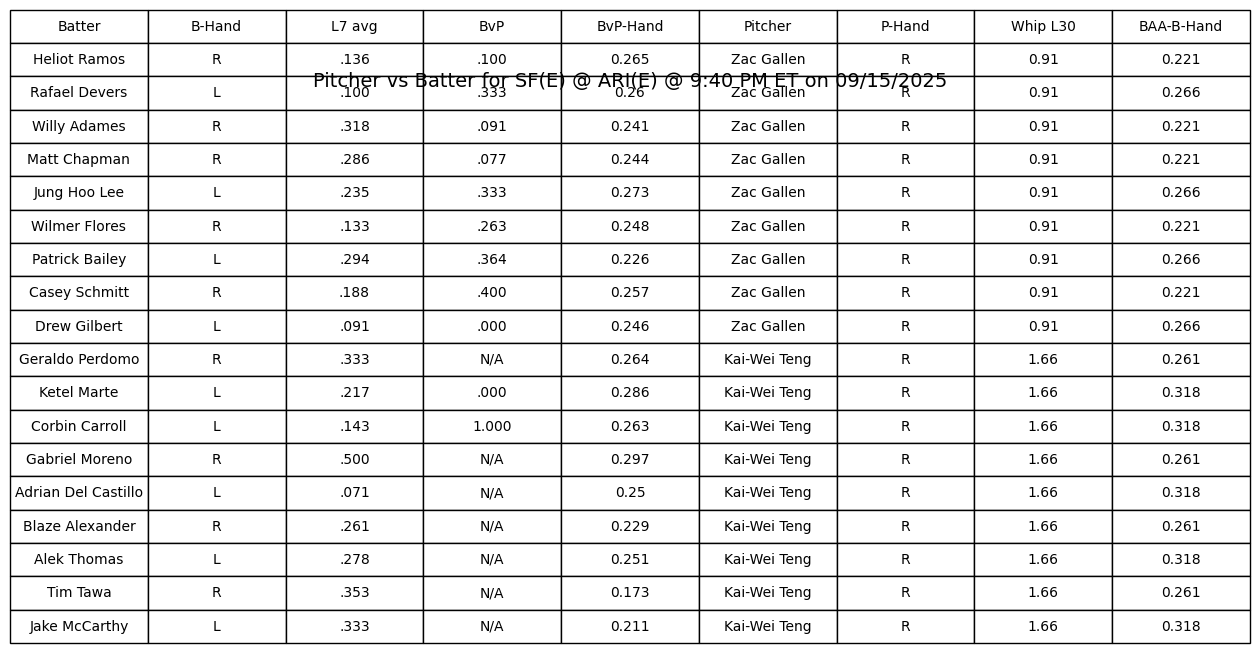 Batter B-Hand L7 avg BvP BvP-Hand Pitcher P-Hand Whip L30 BAA-B-Hand
Heliot Ramos R .136 .100 0.265 Zac Gallen R 0.91 0.221
Pitcher vs Batter for SF(E) @ ARI(E) @ 9:40 PM ET on 09/15/2025
Rafael Devers L .100 .333 0.26 Zac Gallen R 0.91 0.266
Willy Adames R .318 .091 0.241 Zac Gallen R 0.91 0.221
Matt Chapman R .286 .077 0.244 Zac Gallen R 0.91 0.221
Jung Hoo Lee L .235 .333 0.273 Zac Gallen R 0.91 0.266
Wilmer Flores R .133 .263 0.248 Zac Gallen R 0.91 0.221
Patrick Bailey L .294 .364 0.226 Zac Gallen R 0.91 0.266
Casey Schmitt R .188 .400 0.257 Zac Gallen R 0.91 0.221
Drew Gilbert L .091 .000 0.246 Zac Gallen R 0.91 0.266
Geraldo Perdomo R .333 N/A 0.264 Kai-Wei Teng R 1.66 0.261
Ketel Marte L .217 .000 0.286 Kai-Wei Teng R 1.66 0.318
Corbin Carroll L .143 1.000 0.263 Kai-Wei Teng R 1.66 0.318
Gabriel Moreno R .500 N/A 0.297 Kai-Wei Teng R 1.66 0.261
Adrian Del Castillo L .071 N/A 0.25 Kai-Wei Teng R 1.66 0.318
Blaze Alexander R .261 N/A 0.229 Kai-Wei Teng R 1.66 0.261
Alek Thomas L .278 N/A 0.251 Kai-Wei Teng R 1.66 0.318
Tim Tawa R .353 N/A 0.173 Kai-Wei Teng R 1.66 0.261
Jake McCarthy L .333 N/A 0.211 Kai-Wei Teng R 1.66 0.318